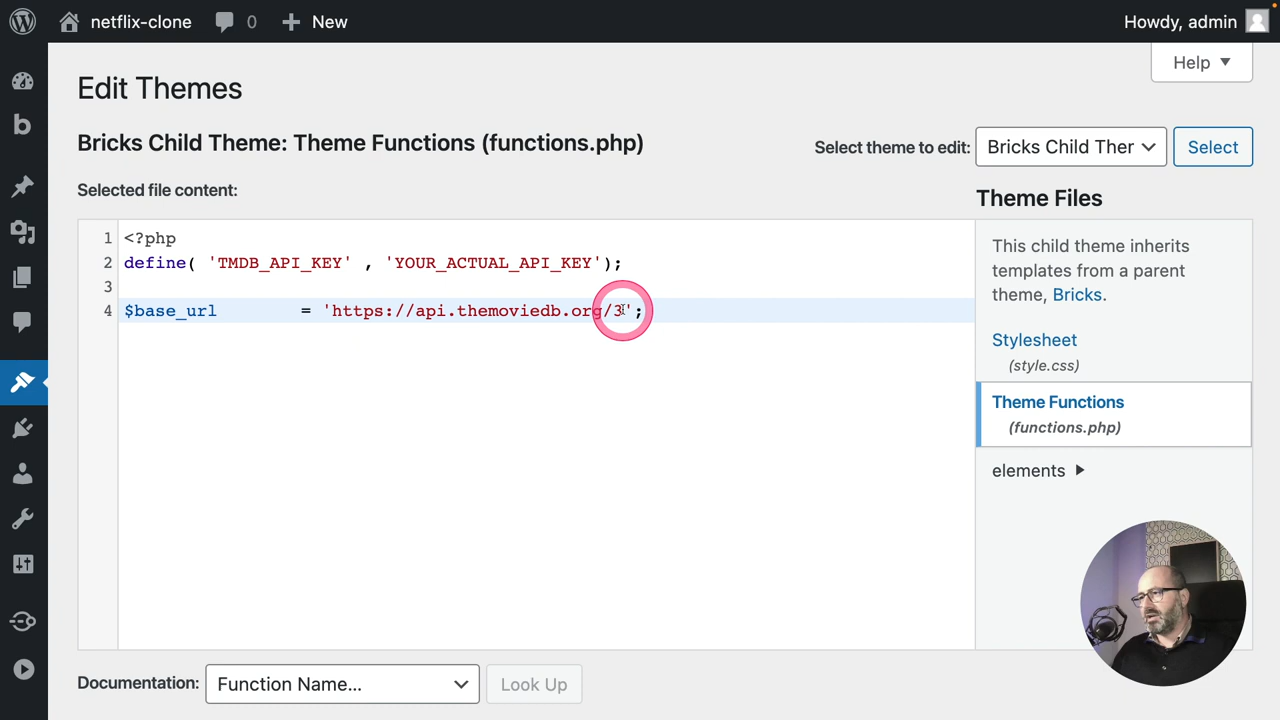 netflix-clone
0
New
Howdy, admin
Help
Edit Themes
Bricks Child Theme: Theme Functions (functions.php)
Select theme to edit:
Bricks Child Ther
Select
Selected file content:
Theme Files
1 <?php
2 define( 'TMDB_API_KEY' , 'YOUR_ACTUAL_API_KEY');
3
4 $base_url = 'https://api.themoviedb.org/3';
This child theme inherits
templates from a parent
theme, Bricks.
Stylesheet
(style.css)
Theme Functions
(functions.php)
elements
Documentation:
Function Name...
Look Up